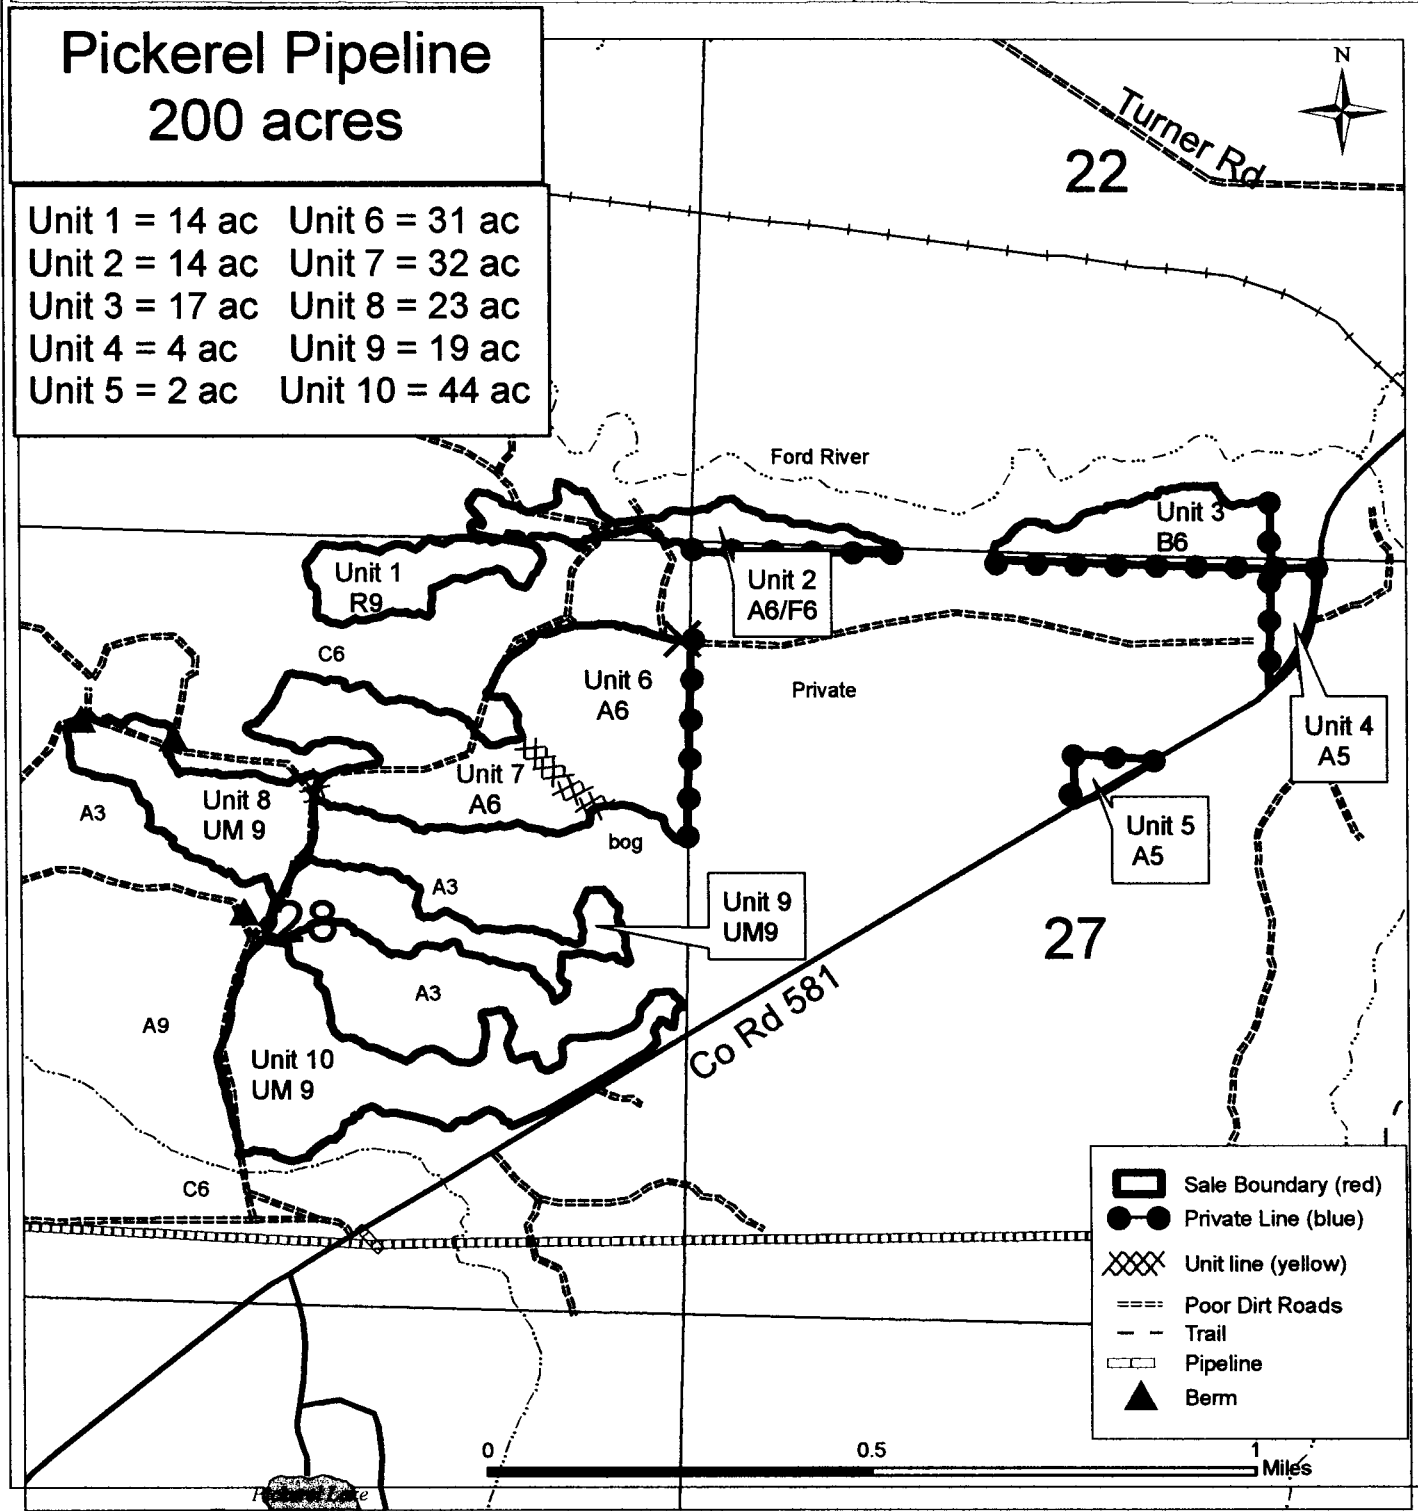 Pickerel Pipeline
200 acres
Unit 1 = 14 ac Unit 6 = 31 ac
Unit 2 = 14 ac Unit 7 = 32 ac
Unit 3 = 17 ac Unit 8 = 23 ac
Unit 4 = 4 ac Unit 9 = 19 ac
Unit 5 = 2 ac Unit 10 = 44 ac
N
Turner Rd
22
Ford River
Unit 3
B6
Unit 1
R9
Unit 2
A6/F6
C6
Unit 6
A6
Private
Unit 4
A5
Unit 7
A6
Unit 8
UM 9
A3
bog
Unit 5
A5
A3
Unit 9
UM9
28
27
A3
A9
Co Rd 581
Unit 10
UM 9
C6
Sale Boundary (red)
Private Line (blue)
Unit line (yellow)
Poor Dirt Roads
Trail
Pipeline
Berm
0 0.5 1
Miles
Pickerel Lake